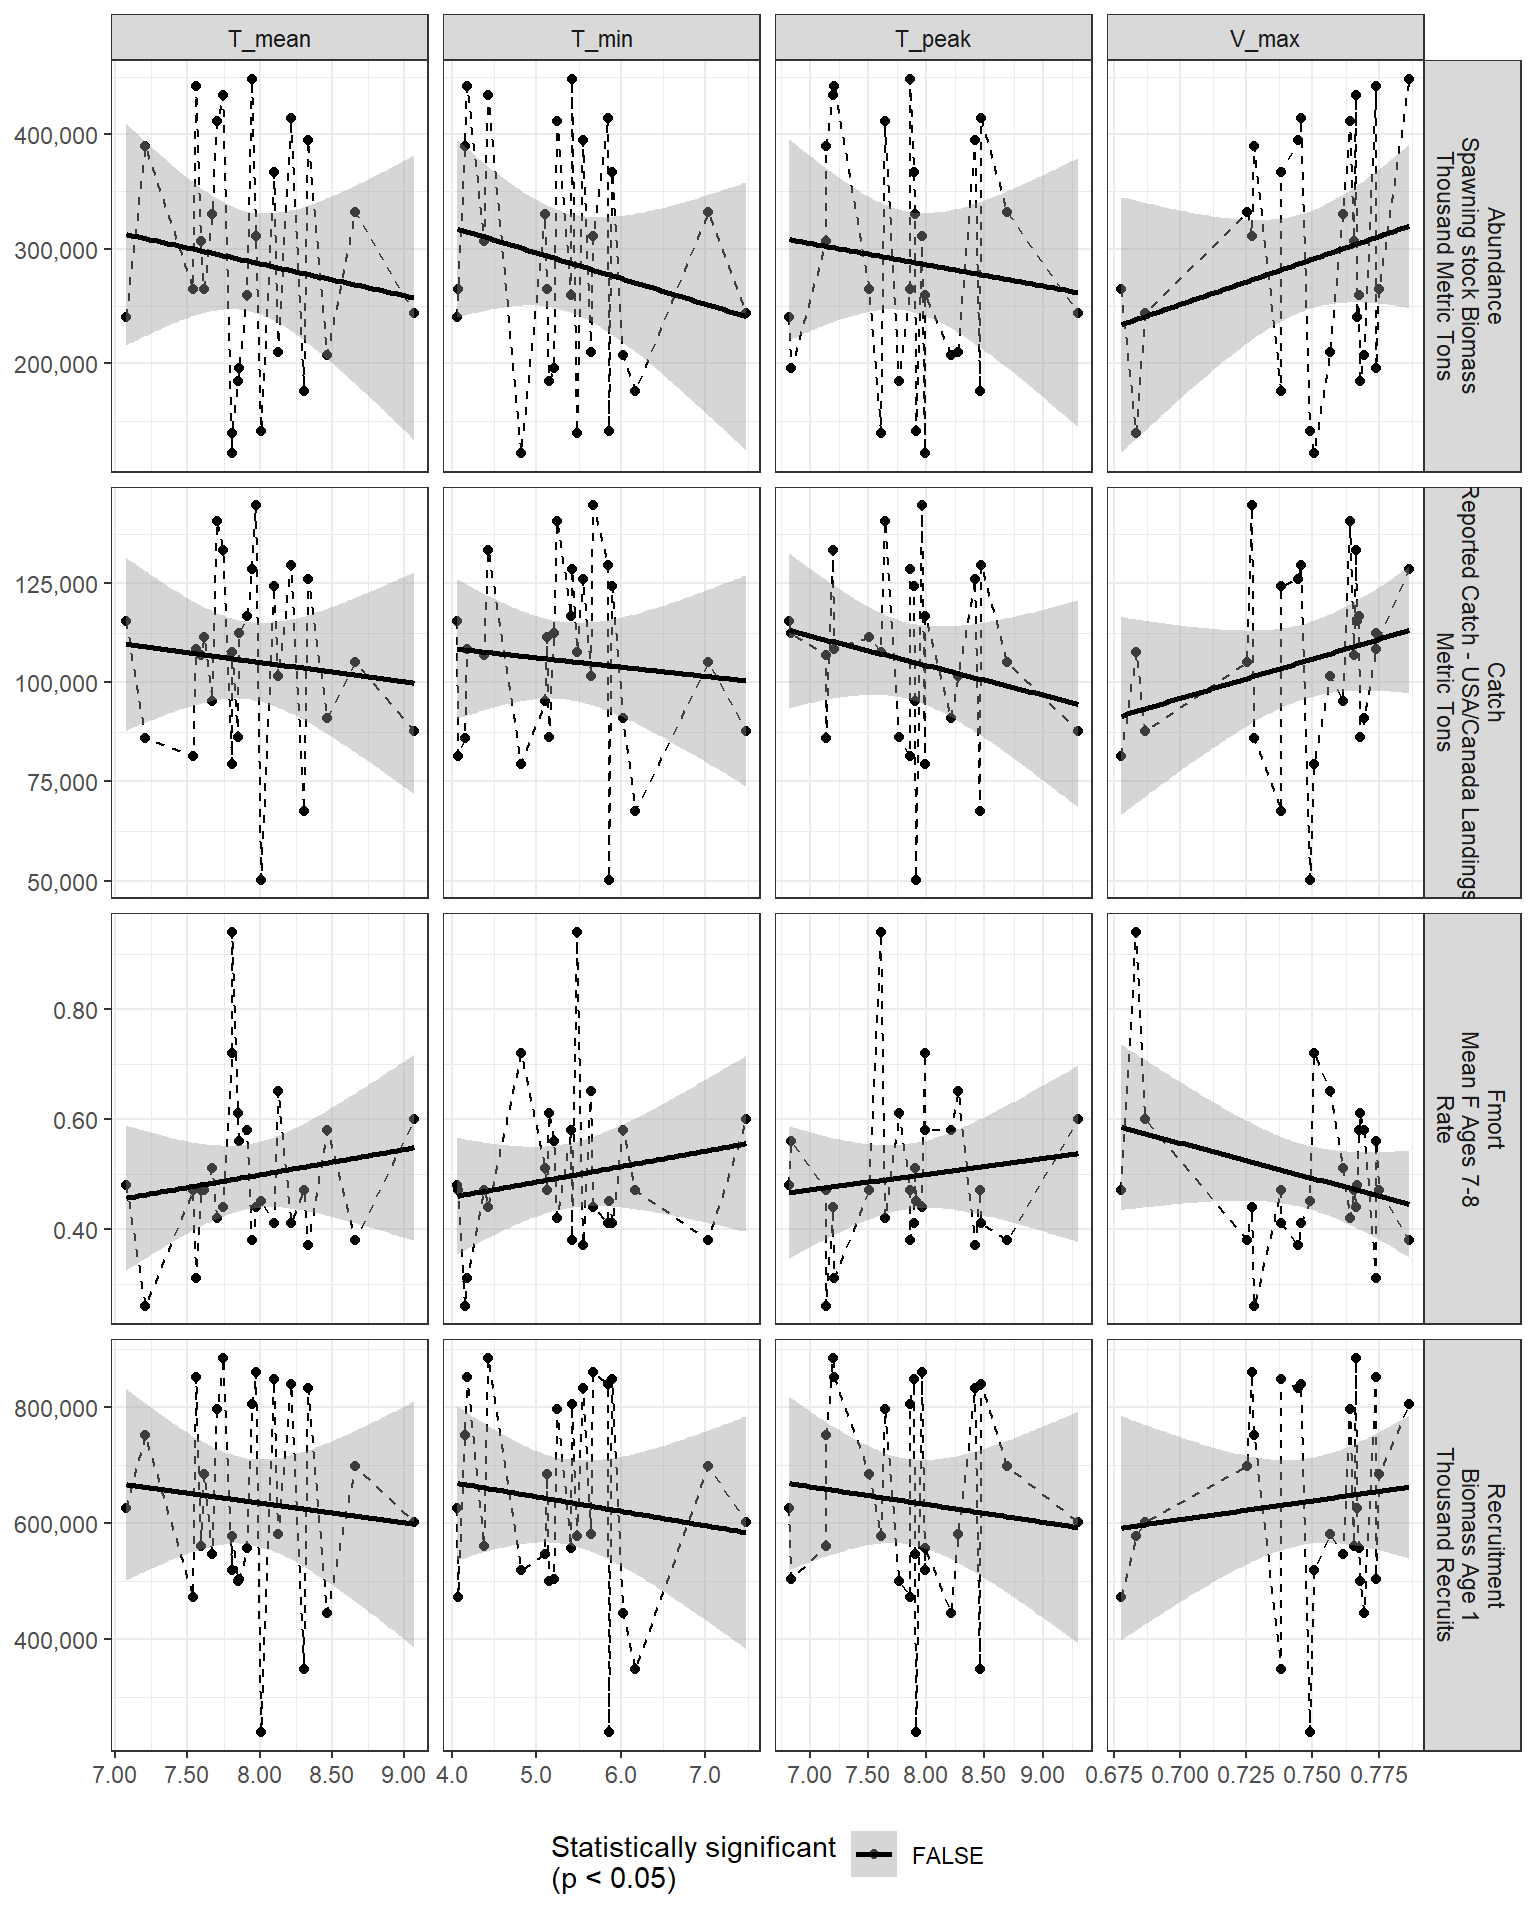 T_mean
T_min
T_peak
V_max
400,000
300,000
200,000
Abundance
Spawning stock Biomass
Thousand Metric Tons
125,000
100,000
75,000
50,000
Catch
Reported Catch - USA/Canada Landings
Metric Tons
0.80
0.60
0.40
Fmort
Mean F Ages 7-8
Rate
800,000
600,000
400,000
Recruitment
Biomass Age 1
Thousand Recruits
7.00 7.50 8.00 8.50 9.00
4.0 5.0 6.0 7.0
7.00 7.50 8.00 8.50 9.00
0.675 0.700 0.725 0.750 0.775
Statistically significant
(p < 0.05)
FALSE